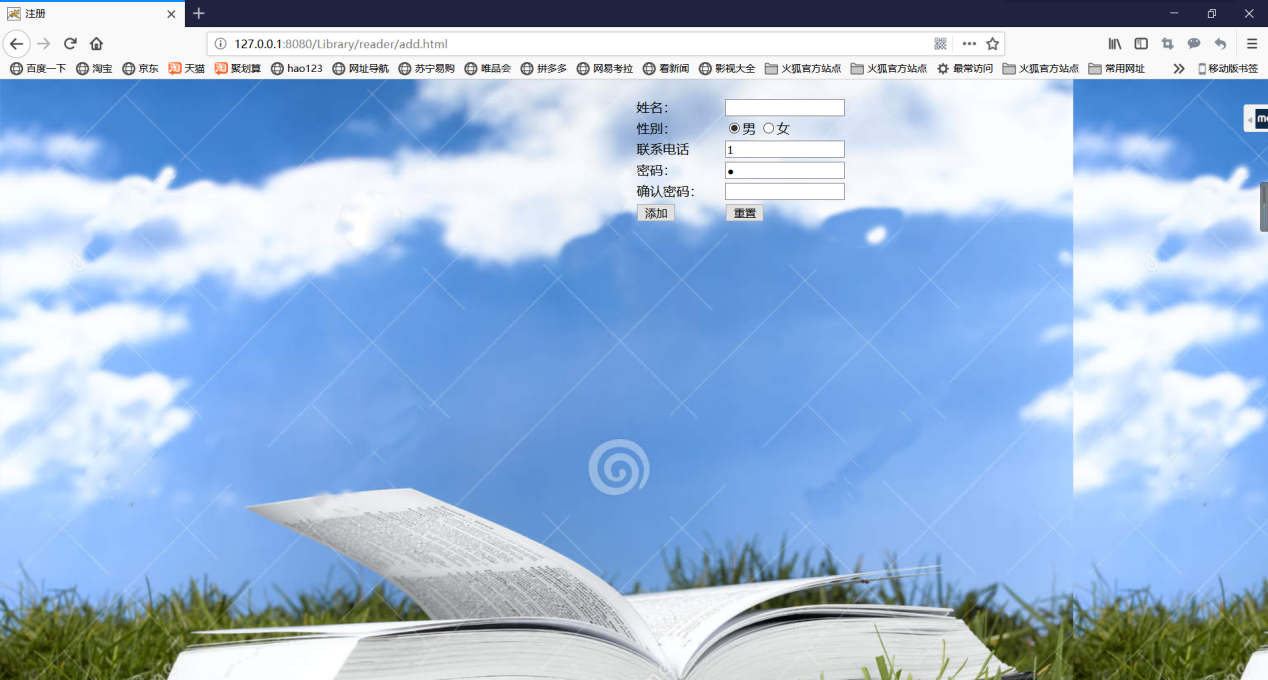 注册
127.0.0.1:8080/Library/reader/add.html
百度一下 淘宝 京东 天猫 聚划算 hao123 网址导航 苏宁易购 唯品会 拼多多 网易考拉 看新闻 影视大全 火狐官方站点 火狐官方站点 最常访问 火狐官方站点 常用网址 移动版书签
姓名：
性别： 男 女
联系电话 1
密码： ●
确认密码：
添加 重置